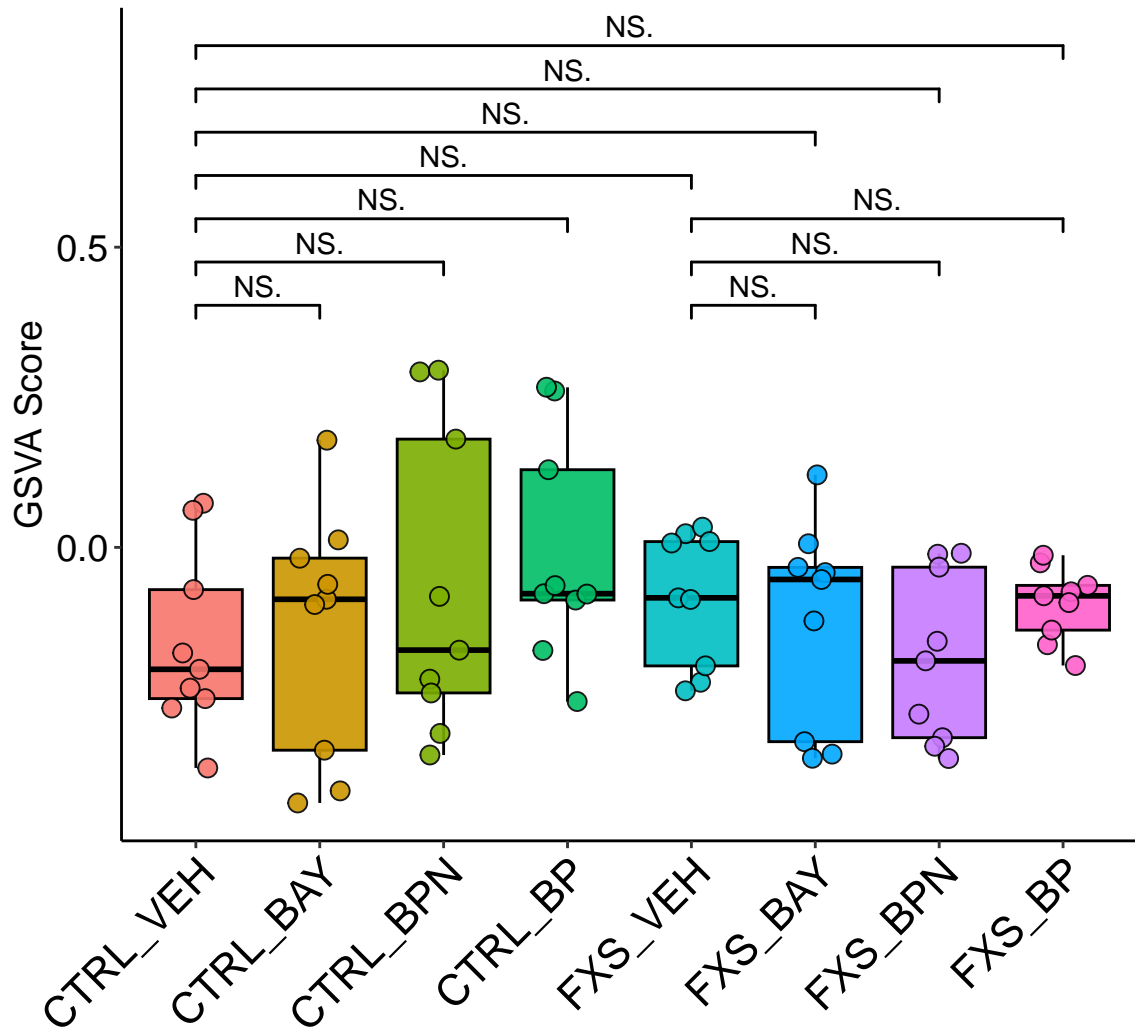 NS.
NS.
NS.
NS.
NS. NS.
NS. NS.
NS. NS.
0.5
0.0
GSVA Score
CTRL_VEH
CTRL_BAY
CTRL_BPN
CTRL_BP
FXS_VEH
FXS_BAY
FXS_BPN
FXS_BP